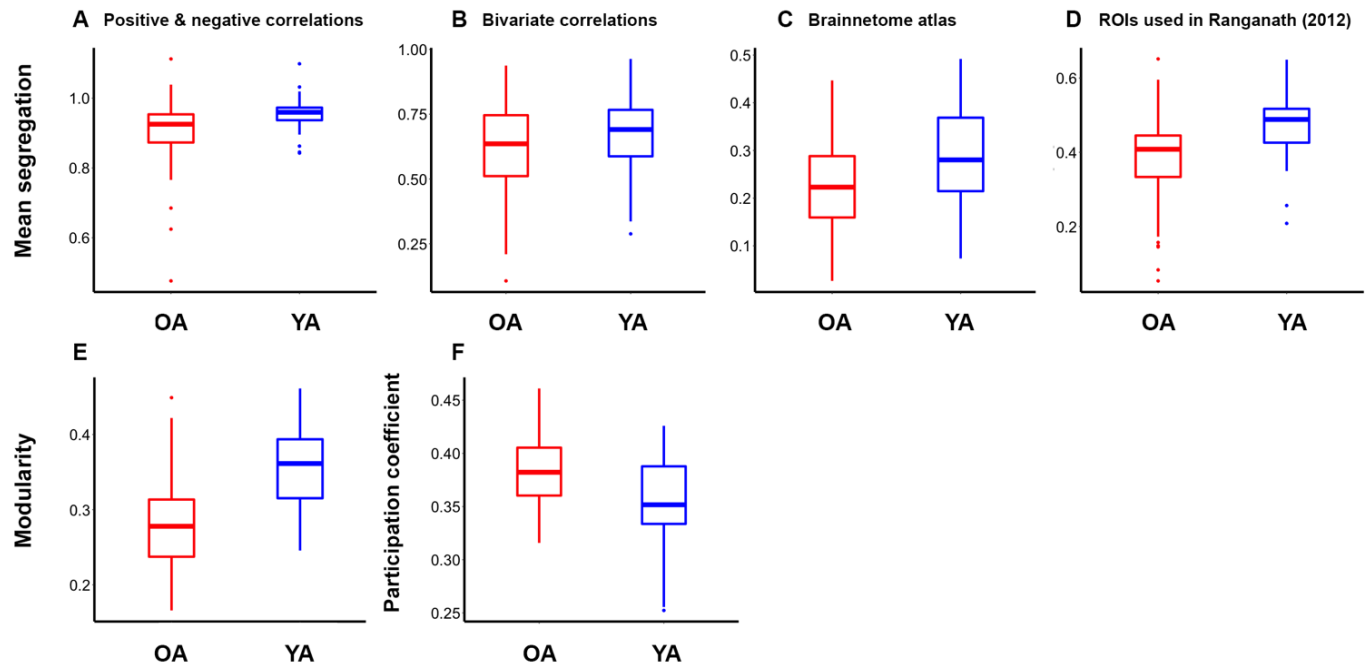 A Positive & negative correlations
B Bivariate correlations
C Brainnetome atlas
D ROIs used in Ranganath (2012)
Mean segregation
1.0
0.8
0.6
OA YA
1.00
0.75
0.50
0.25
OA YA
0.5
0.4
0.3
0.2
0.1
OA YA
0.6
0.4
0.2
OA YA
E
Modularity
0.4
0.3
0.2
OA YA
F
Participation coefficient
0.45
0.40
0.35
0.30
0.25
OA YA